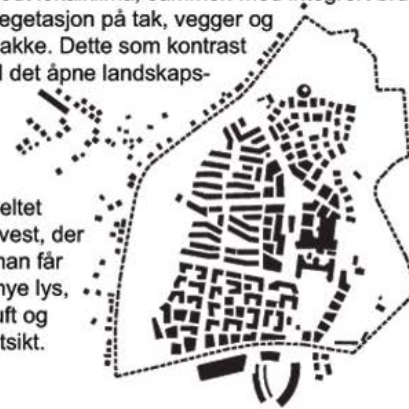 egetasjon på tak, vegger og
akke. Dette som kontrast
det åpne landskaps-
eltet
vest, der
man får
nye lys,
uft og
tsikt.